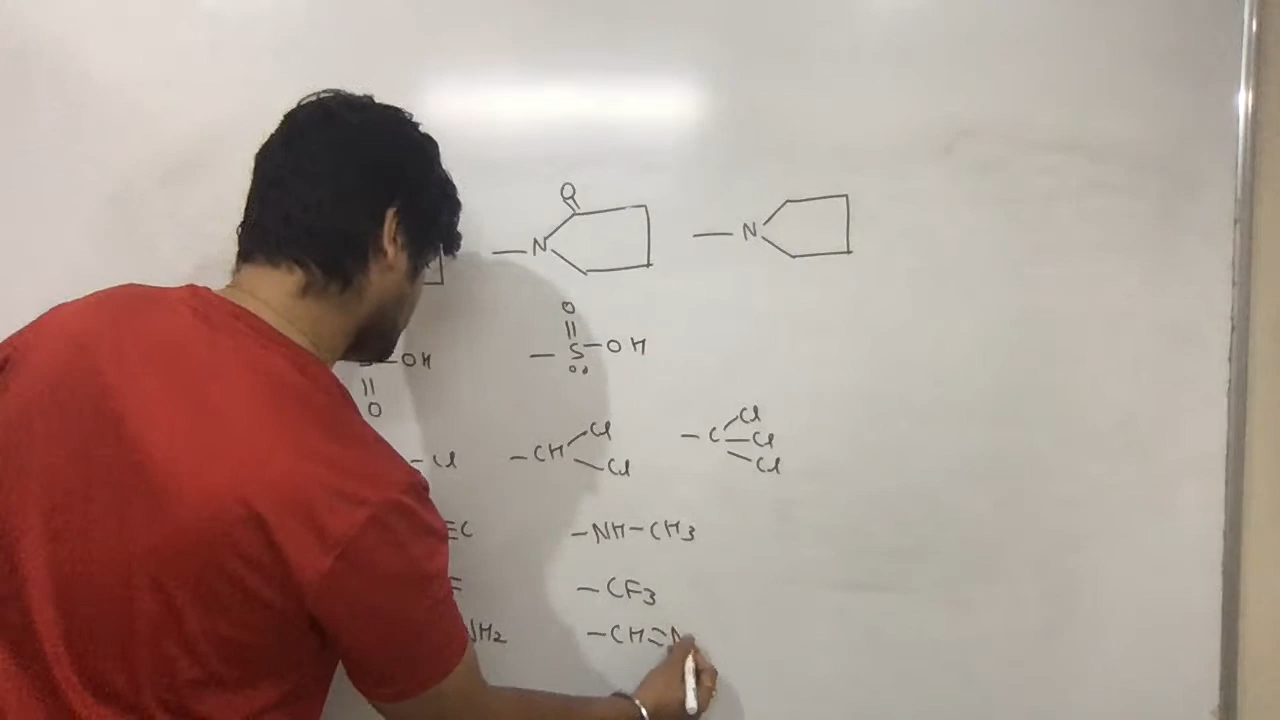 O
N
N
O
S-OH
-OH
O
-Cl
-CH Cl Cl
-C Cl Cl Cl
≡C
-NH-CH3
F
-CF3
NH2
-CH=N